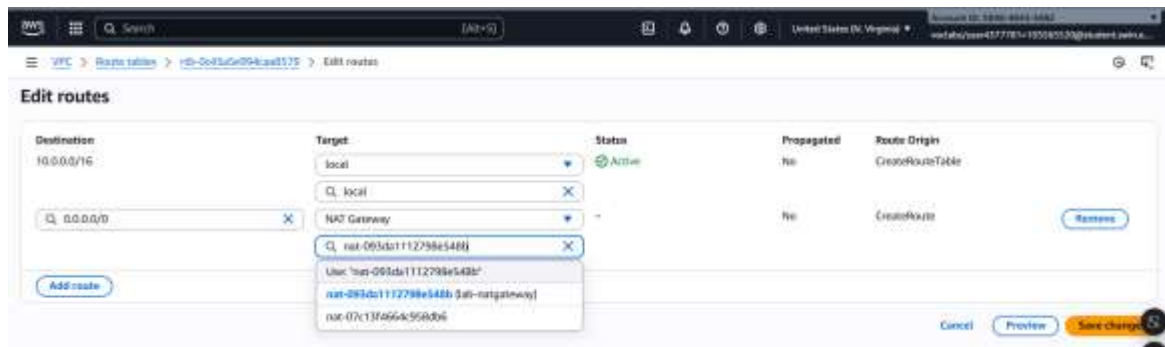 aws Search [Alt+S] United States (N. Virginia)
VPC > Route tables > > Edit routes
Edit routes
Destination Target Status Propagated Route Origin
10.0.0.0/16 local Active No CreateRouteTable
local
0.0.0.0/0 NAT Gateway - No CreateRoute Remove
nat-093da1112798e548b
Use: "nat-093da1112798e548b"
Add route
nat-093da1112798e548b (lab-natgateway)
nat-07c13f4664c958db6
Cancel Preview Save changes